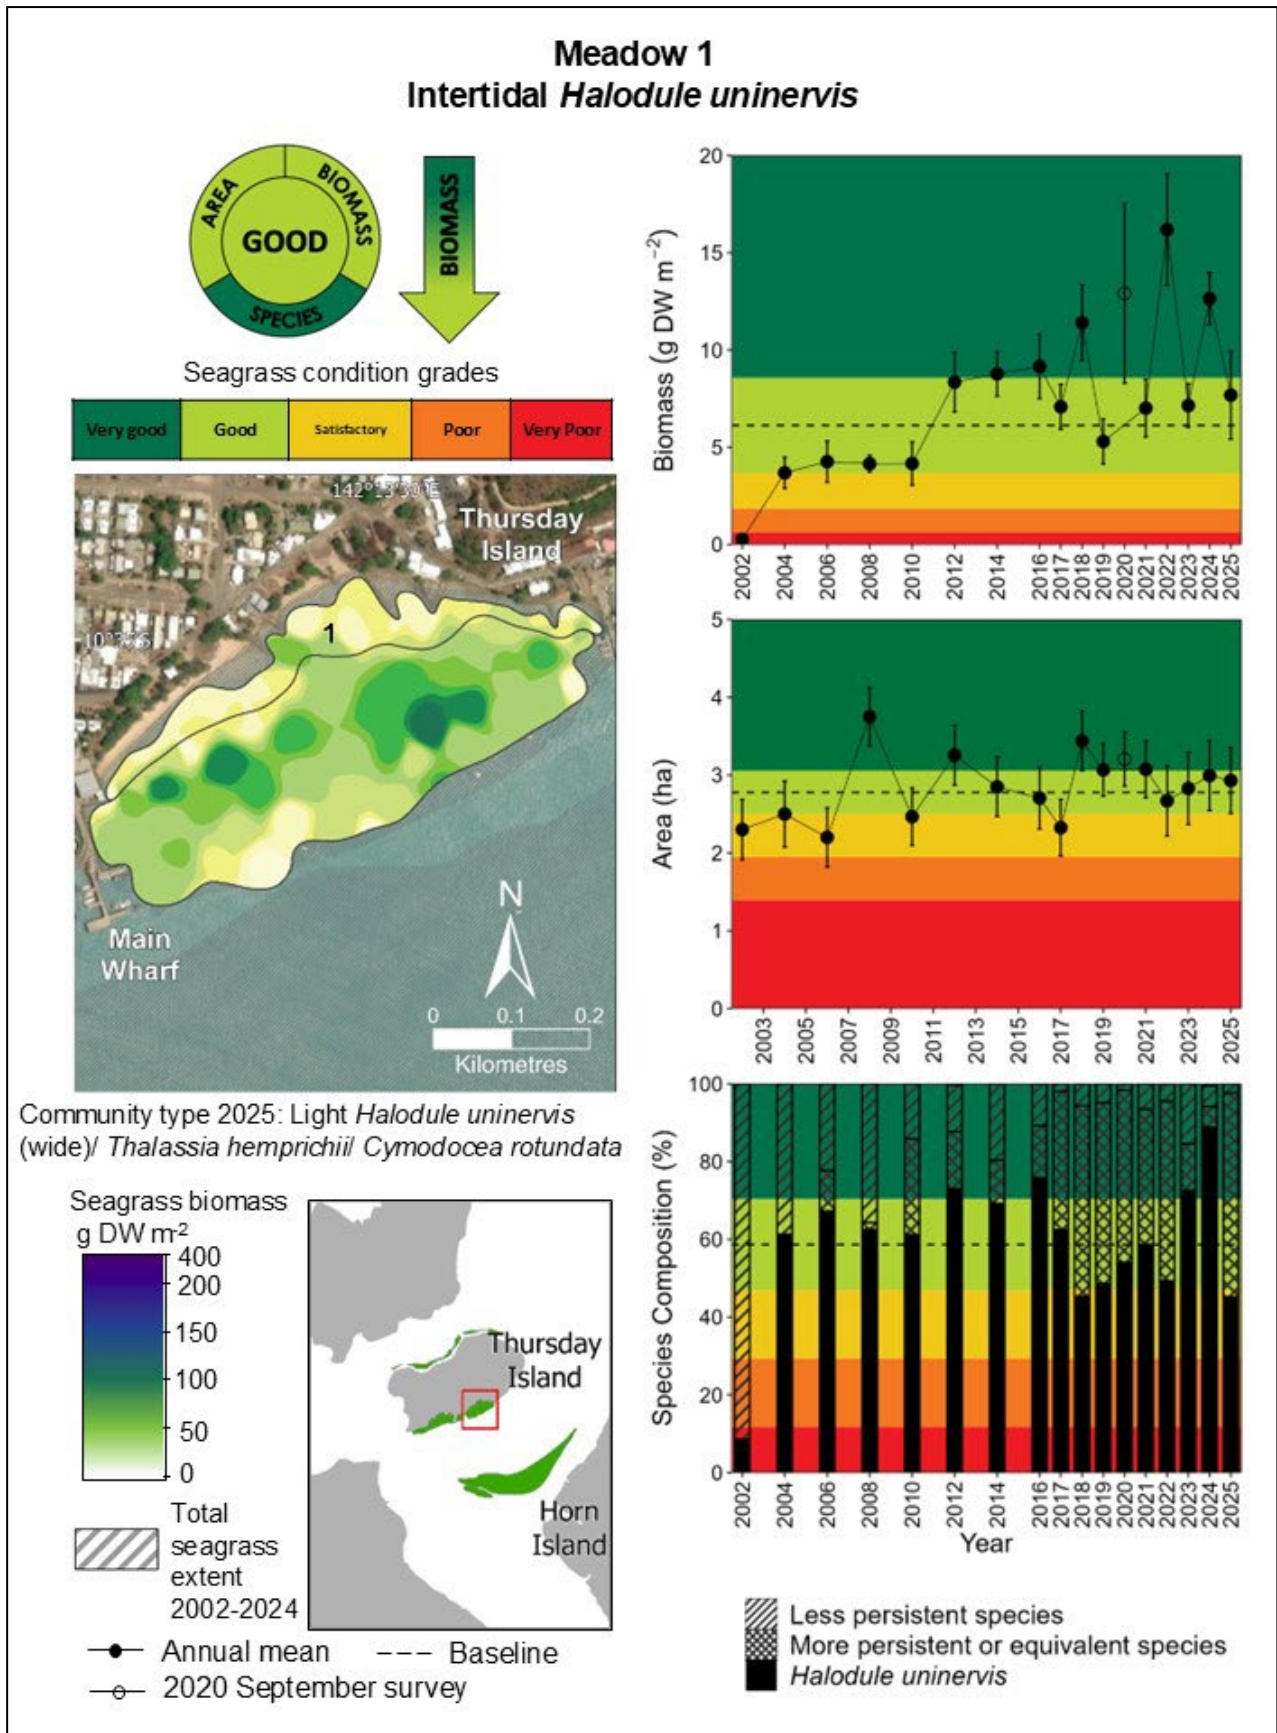 Meadow 1
Intertidal Halodule uninervis
AREA
BIOMASS
GOOD
SPECIES
BIOMASS
Seagrass condition grades
Very good
Good
Satisfactory
Poor
Very Poor
142°13'30"E
Thursday
Island
1
Main
Wharf
N
0 0.1 0.2
Kilometres
Community type 2025: Light Halodule uninervis
(wide)/ Thalassia hemprichii/ Cymodocea rotundata
Seagrass biomass
g DW m-2
400
200
150
100
50
0
Total
seagrass
extent
2002-2024
Thursday
Island
Horn
Island
Annual mean
Baseline
2020 September survey
Biomass (g DW m−2)
20
15
10
5
0
2002 2004 2006 2008 2010 2012 2014 2016 2017 2018 2019 2020 2021 2022 2023 2024 2025
Area (ha)
5
4
3
2
1
0
2003 2005 2007 2009 2011 2013 2015 2017 2019 2021 2023 2025
Species Composition (%)
100
80
60
40
20
0
2002 2004 2006 2008 2010 2012 2014 2016 2017 2018 2019 2020 2021 2022 2023 2024 2025
Year
Less persistent species
More persistent or equivalent species
Halodule uninervis